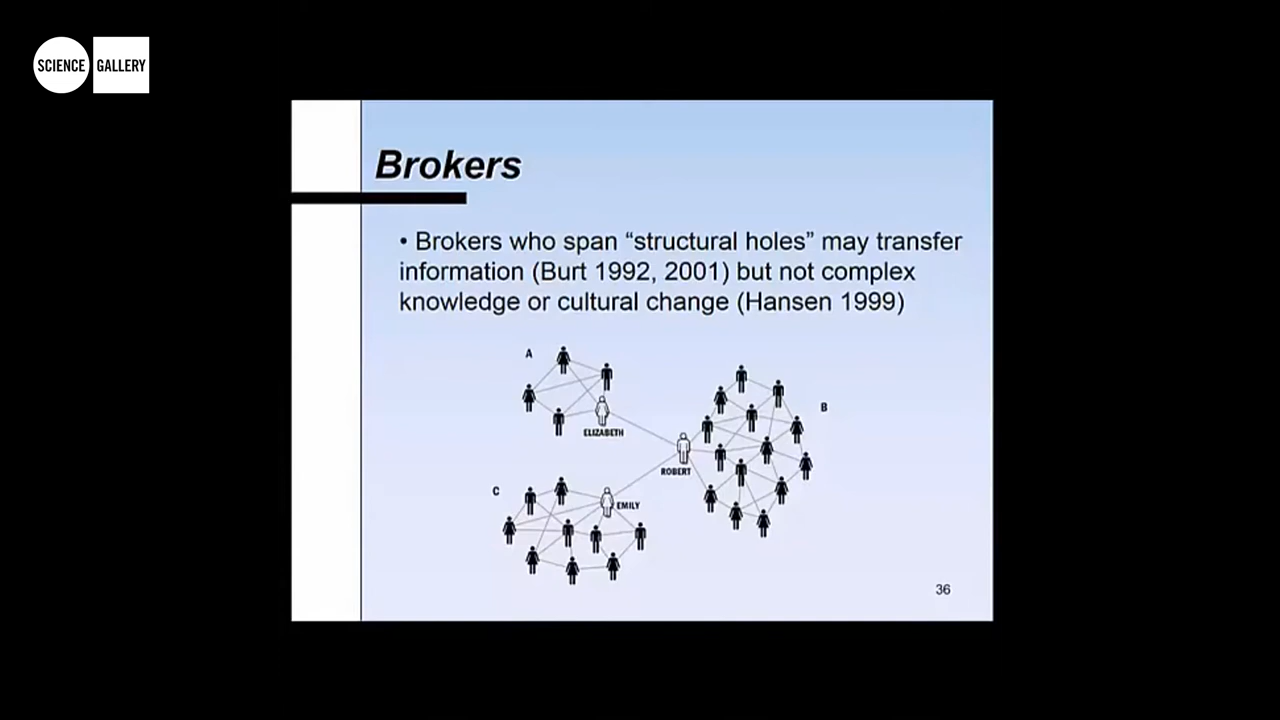 SCIENCE GALLERY
Brokers
• Brokers who span “structural holes” may transfer
information (Burt 1992, 2001) but not complex
knowledge or cultural change (Hansen 1999)
A
B
ELIZABETH
ROBERT
C
EMILY
36